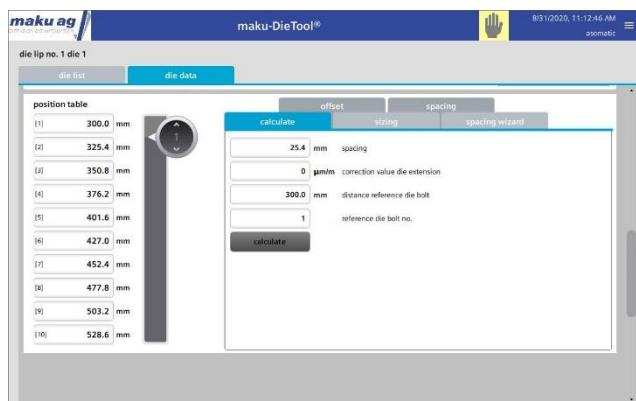 maku ag
maku-DieTool®
8/31/2020, 11:12:46 AM
asomatic
die lip no. 1 die 1
die list
die data
position table
[1] 300.0 mm
[2] 325.4 mm
[3] 350.8 mm
[4] 376.2 mm
[5] 401.6 mm
[6] 427.0 mm
[7] 452.4 mm
[8] 477.8 mm
[9] 503.2 mm
[10] 528.6 mm
1
offset
spacing
calculate
sizing
spacing wizard
25.4 mm spacing
0 µm/m correction value die extension
300.0 mm distance reference die bolt
1 reference die bolt no.
calculate